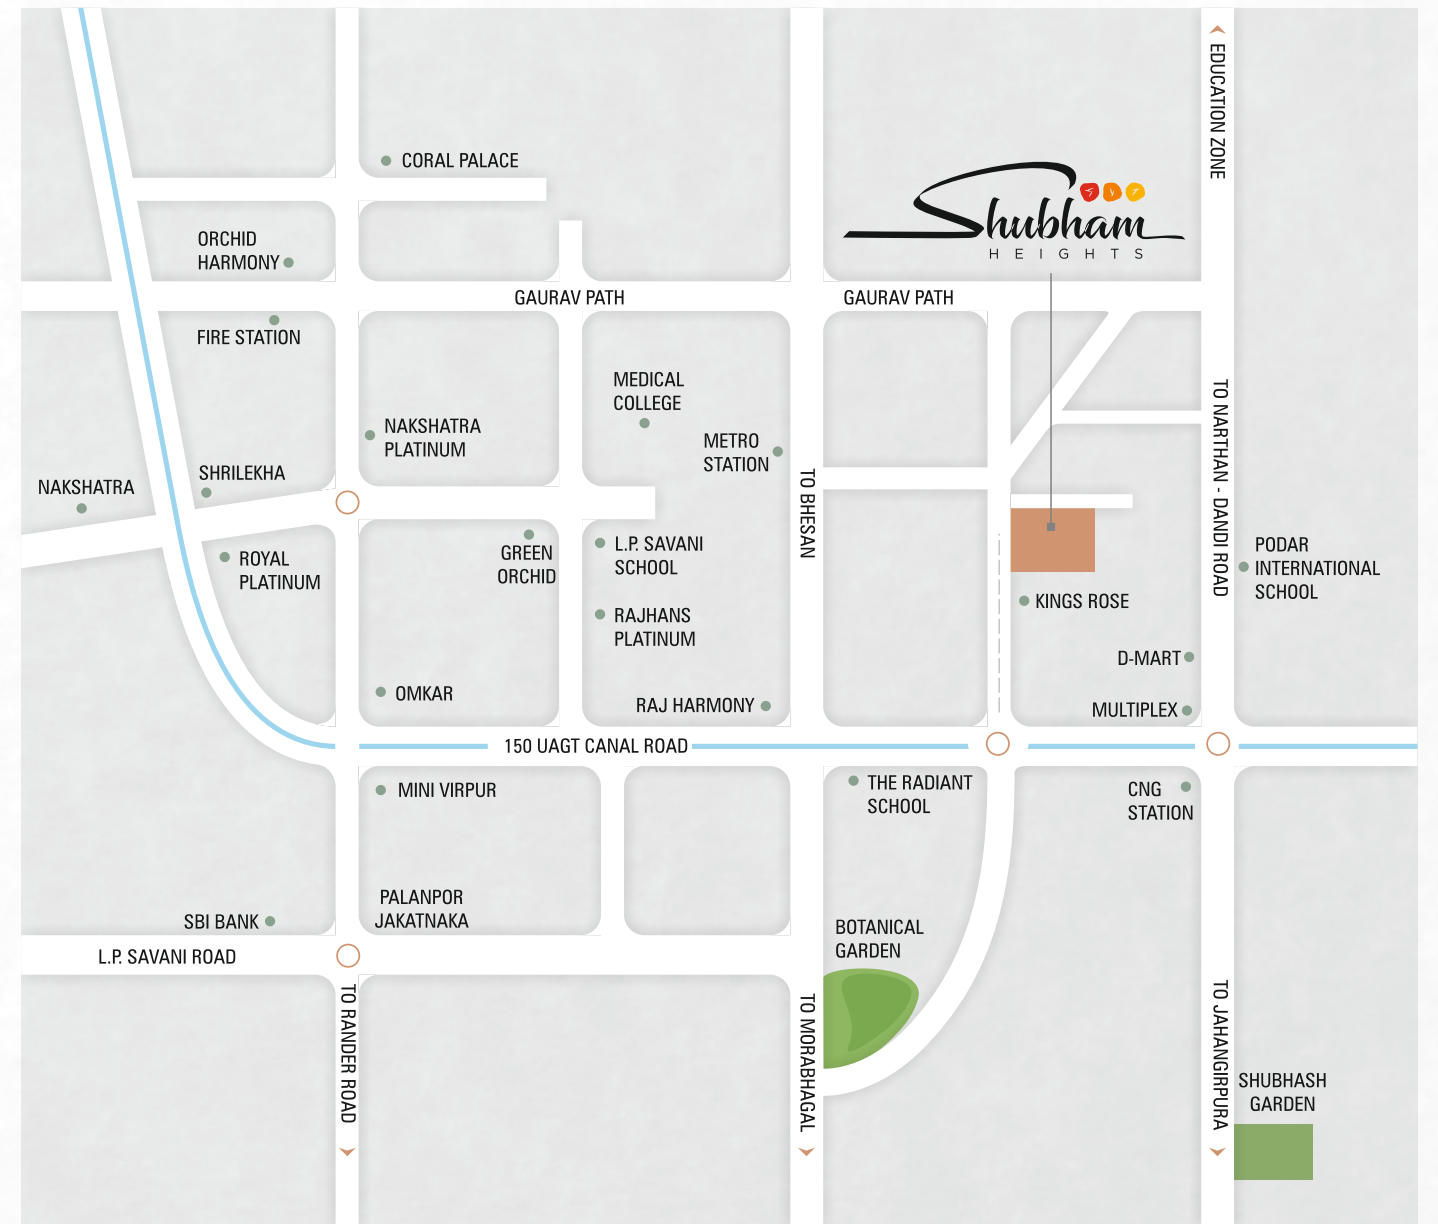 EDUCATION ZONE
CORAL PALACE
Shubham
HEIGHTS
ORCHID
HARMONY
GAURAV PATH
GAURAV PATH
FIRE STATION
MEDICAL
COLLEGE
NAKSHATRA
PLATINUM
METRO
STATION
TO NARTHAN - DANDI ROAD
SHRILEKHA
NAKSHATRA
TO BHESAN
GREEN
ORCHID
L.P. SAVANI
SCHOOL
ROYAL
PLATINUM
PODAR
INTERNATIONAL
SCHOOL
KINGS ROSE
RAJHANS
PLATINUM
D-MART
OMKAR
RAJ HARMONY
MULTIPLEX
150 UAGT CANAL ROAD
MINI VIRPUR
THE RADIANT
SCHOOL
CNG
STATION
PALANPOR
JAKATNAKA
SBI BANK
BOTANICAL
GARDEN
L.P. SAVANI ROAD
TO RANDER ROAD
TO MORABHAGAL
TO JAHANGIRPURA
SHUBHASH
GARDEN